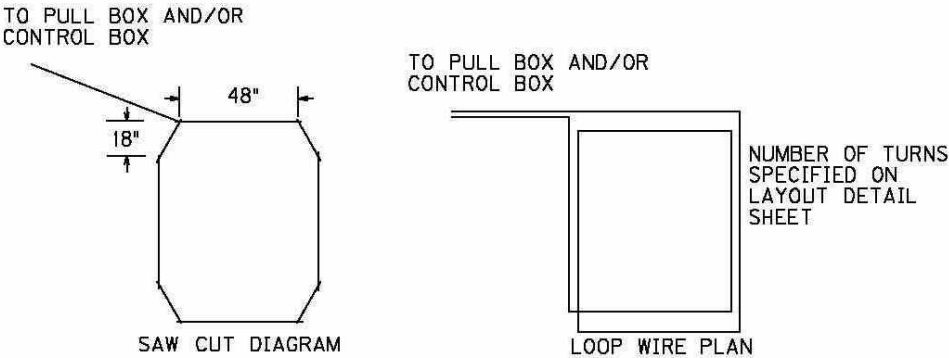 TO PULL BOX AND/OR
CONTROL BOX
48"
18"
SAW CUT DIAGRAM
TO PULL BOX AND/OR
CONTROL BOX
NUMBER OF TURNS
SPECIFIED ON
LAYOUT DETAIL
SHEET
LOOP WIRE PLAN